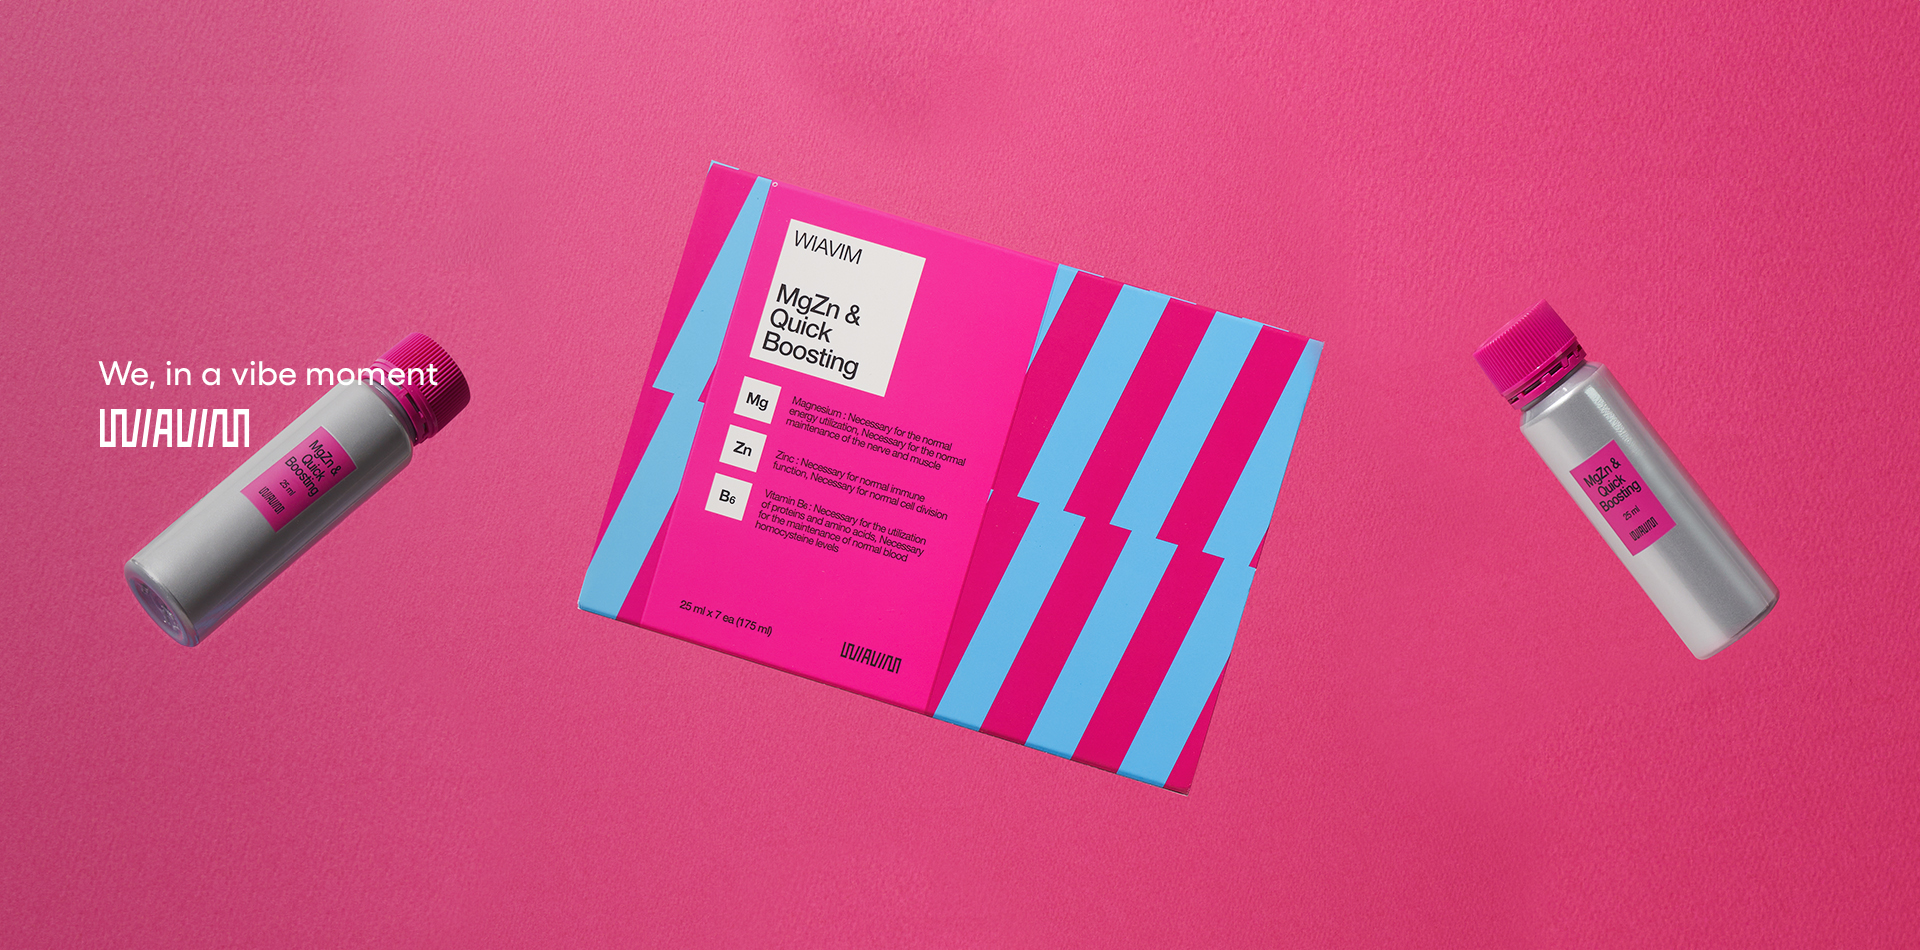 We, in a vibe moment
WIAVIM
MgZn &
Quick
Boosting
25 ml
WIAVIM
WIAVIM
MgZn &
Quick
Boosting
Mg
Magnesium : Necessary for the normal
energy utilization, Necessary for the normal
maintenance of the nerve and muscle
Zn
Zinc : Necessary for normal immune
function, Necessary for normal cell division
B6
Vitamin B6 : Necessary for the utilization
of proteins and amino acids, Necessary
for the maintenance of normal blood
homocysteine levels
25 ml x 7 ea (175 ml)
WIAVIM
MgZn &
Quick
Boosting
25 ml
WIAVIM